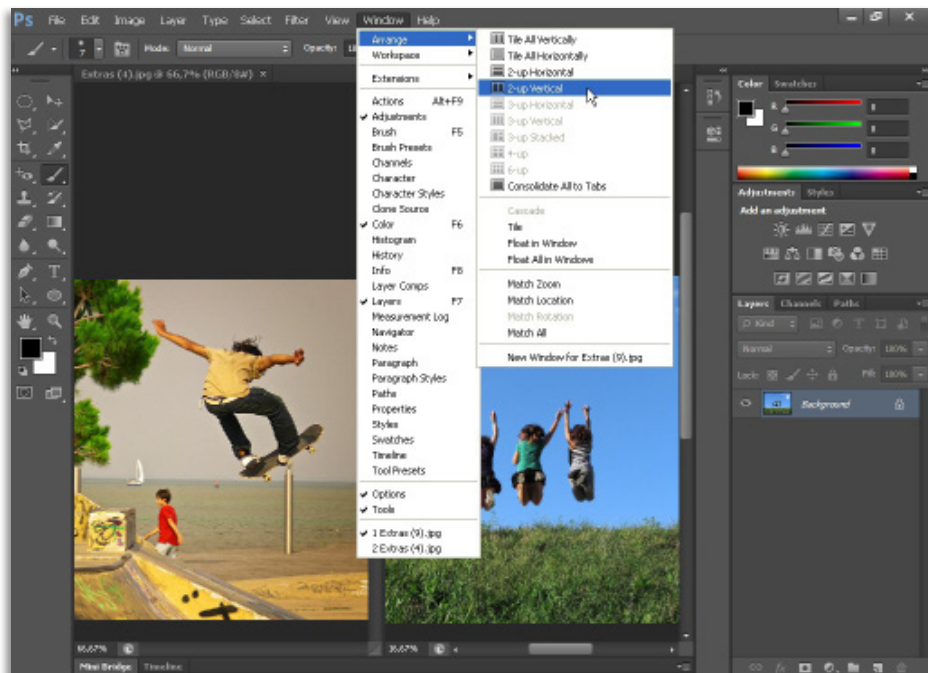 Ps File Edit Image Layer Type Select Filter View Window Help
Mode: Normal Opacity:
Extras (4).jpg @ 66,7% (RGB/8#) ×
Arrange
Workspace
Extensions
Actions Alt+F9
Adjustments
Brush F5
Brush Presets
Channels
Character
Character Styles
Clone Source
Color F6
Histogram
History
Info F8
Layer Comps
Layers F7
Measurement Log
Navigator
Notes
Paragraph
Paragraph Styles
Paths
Properties
Styles
Swatches
Timeline
Tool Presets
Options
Tools
1 Extras (9).jpg
2 Extras (4).jpg
Tile All Vertically
Tile All Horizontally
2-up Horizontal
2-up Vertical
3-up Horizontal
3-up Vertical
3-up Stacked
4-up
6-up
Consolidate All to Tabs
Cascade
Tile
Float in Window
Float All in Windows
Match Zoom
Match Location
Match Rotation
Match All
New Window for Extras (9).jpg
Color Swatches
R
G
B
Adjustments Styles
Add an adjustment
Layers Channels Paths
Kind
Normal Opacity: 100%
Lock: Fill: 100%
Background
66,67%
16,67%
Mini Bridge Timeline